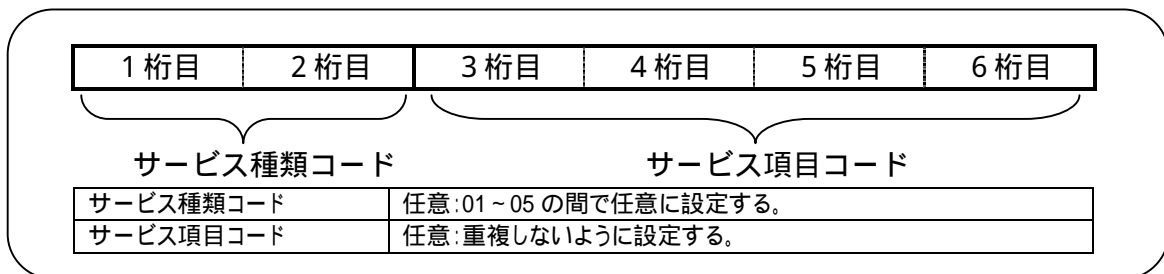 1桁目 2桁目 3桁目 4桁目 5桁目 6桁目
サービス種類コード サービス項目コード
サービス種類コード 任意:01~05の間で任意に設定する。
サービス項目コード 任意:重複しないように設定する。